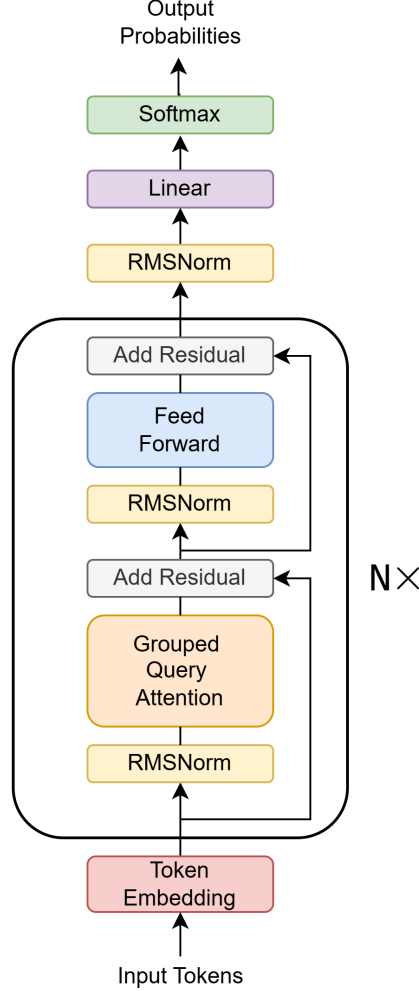 Output
Probabilities
Softmax
Linear
RMSNorm
Add Residual
Feed
Forward
RMSNorm
Add Residual
N×
Grouped
Query
Attention
RMSNorm
Token
Embedding
Input Tokens